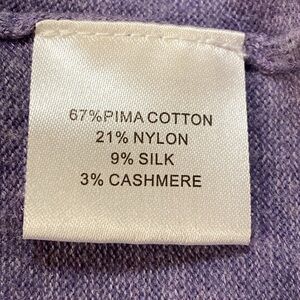 67% PIMA COTTON
21% NYLON
9% SILK
3% CASHMERE